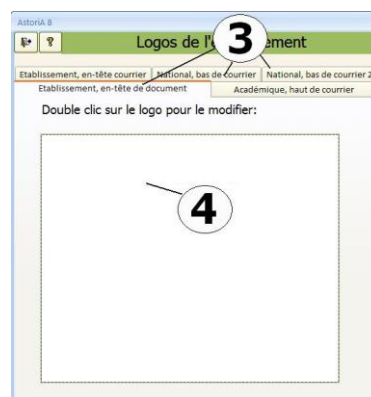 AstoriA 8
?
Logos de l'é 3 ement
Etablissement, en-tête courrier National, bas de courrier National, bas de courrier 2
Etablissement, en-tête de document Académique, haut de courrier
Double clic sur le logo pour le modifier:
4